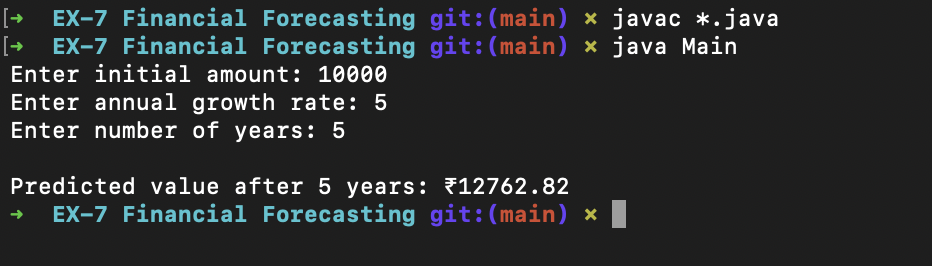 [➜  EX-7 Financial Forecasting git:(main) × javac *.java
[➜  EX-7 Financial Forecasting git:(main) × java Main
Enter initial amount: 10000
Enter annual growth rate: 5
Enter number of years: 5
Predicted value after 5 years: ₹12762.82
➜  EX-7 Financial Forecasting git:(main) ×